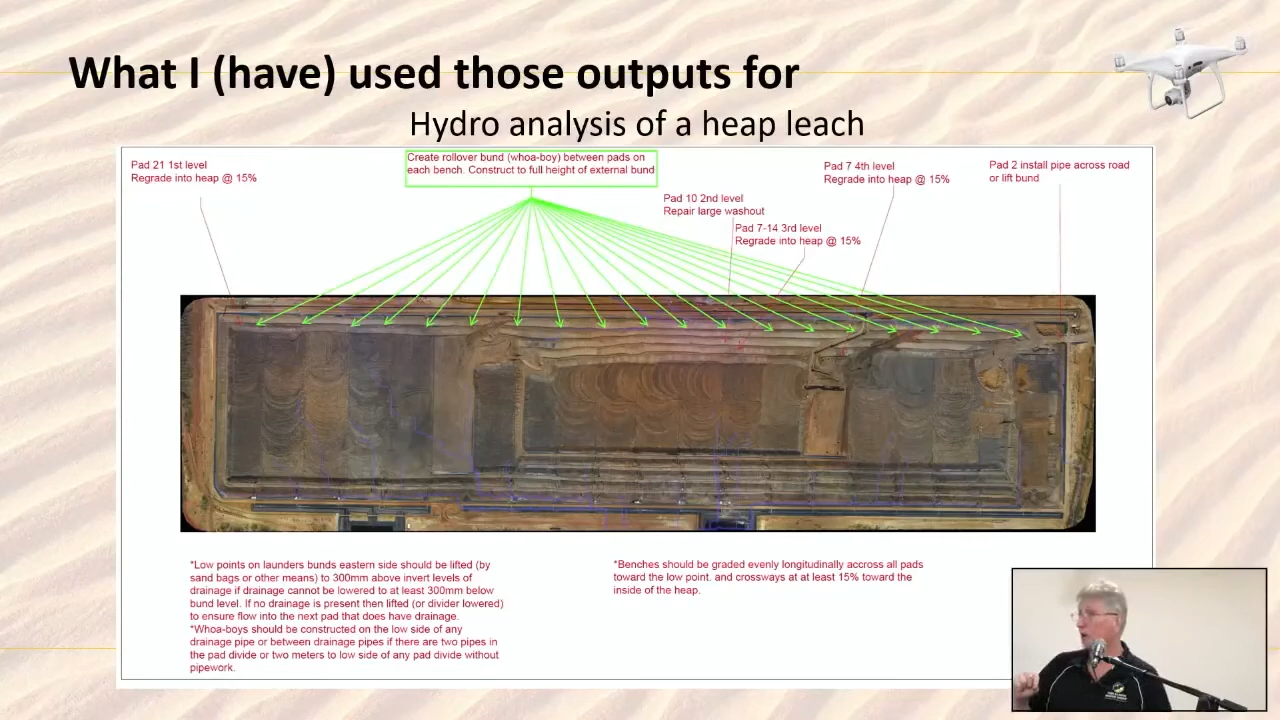 What I (have) used those outputs for
Hydro analysis of a heap leach
Pad 21 1st level
Regrade into heap @ 15%
Create rollover bund (whoa-boy) between pads on
each bench. Construct to full height of external bund
Pad 10 2nd level
Repair large washout
Pad 7-14 3rd level
Regrade into heap @ 15%
Pad 7 4th level
Regrade into heap @ 15%
Pad 2 install pipe across road
or lift bund
*Low points on launders bunds eastern side should be lifted (by
sand bags or other means) to 300mm above invert levels of
drainage if drainage cannot be lowered to at least 300mm below
bund level. If no drainage is present then lifted (or divider lowered)
to ensure flow into the next pad that does have drainage.
*Whoa-boys should be constructed on the low side of any
drainage pipe or between drainage pipes if there are two pipes in
the pad divide or two meters to low side of any pad divide without
pipework.
*Benches should be graded evenly longitudinally accross all pads
toward the low point. and crossways at at least 15% toward the
inside of the heap.